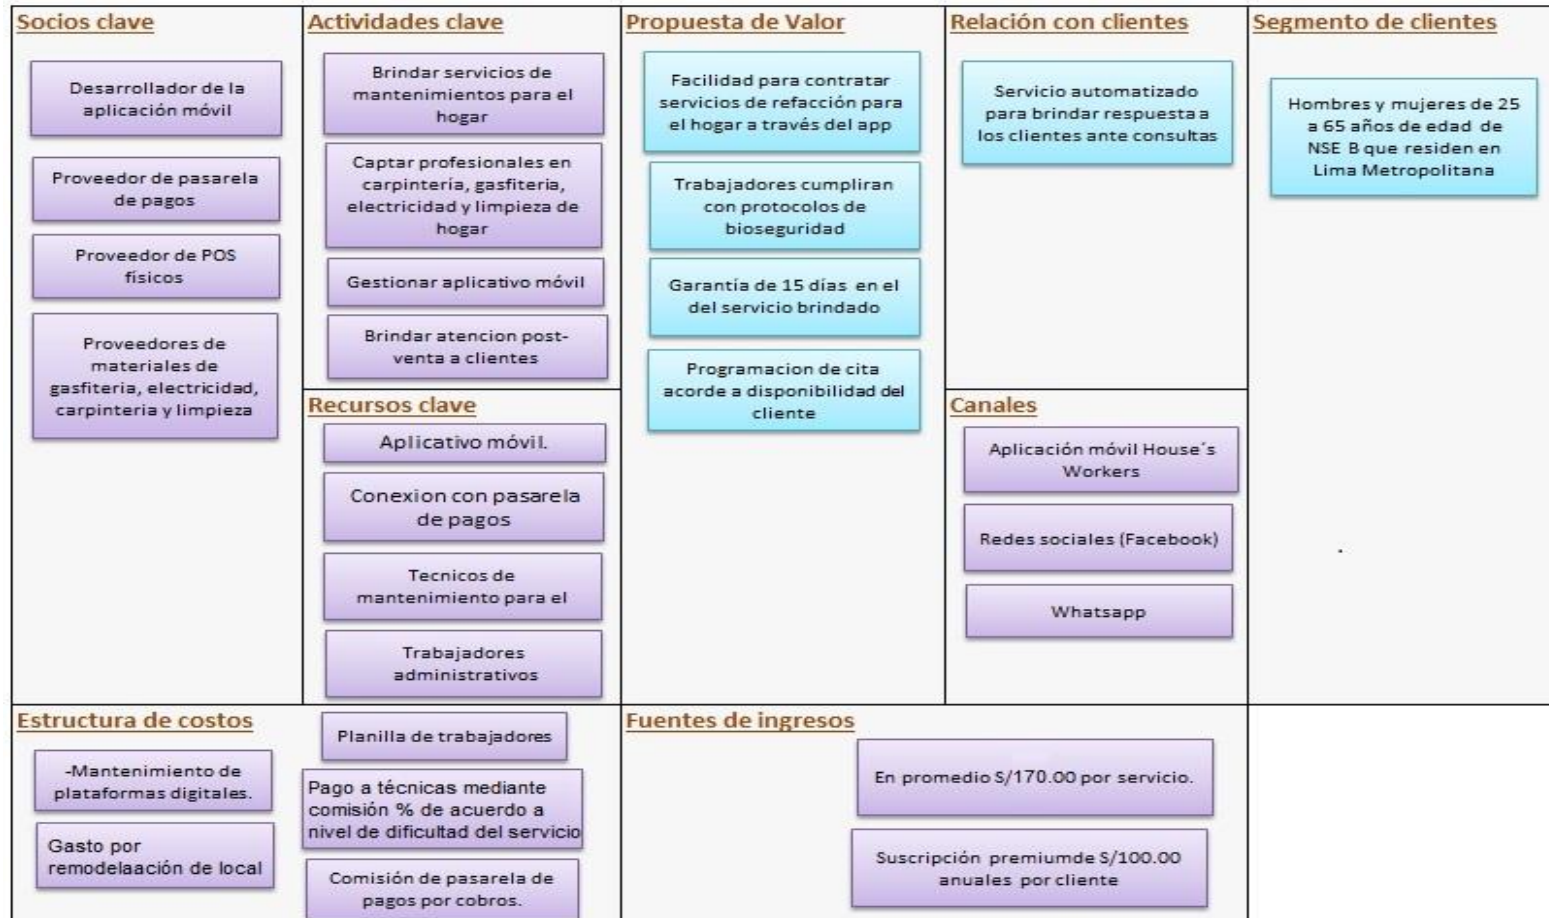 Socios clave
Desarrollador de la
aplicación móvil
Proveedor de pasarela
de pagos
Proveedor de POS
físicos
Proveedores de
materiales de
gasfiteria, electricidad,
carpinteria y limpieza
Actividades clave
Brindar servicios de
mantenimientos para el
hogar
Captar profesionales en
carpintería, gasfiteria,
electricidad y limpieza de
hogar
Gestionar aplicativo móvil
Brindar atencion post-
venta a clientes
Recursos clave
Aplicativo móvil.
Conexion con pasarela
de pagos
Tecnicos de
mantenimiento para el
Trabajadores
administrativos
Propuesta de Valor
Facilidad para contratar
servicios de refacción para
el hogar a través del app
Trabajadores cumpliran
con protocolos de
bioseguridad
Garantía de 15 días en el
del servicio brindado
Programacion de cita
acorde a disponibilidad del
cliente
Relación con clientes
Servicio automatizado
para brindar respuesta a
los clientes ante consultas
Canales
Aplicación móvil House´s
Workers
Redes sociales (Facebook)
Whatsapp
Segmento de clientes
Hombres y mujeres de 25
a 65 años de edad de
NSE B que residen en
Lima Metropolitana
Estructura de costos
-Mantenimiento de
plataformas digitales.
Gasto por
remodelaación de local
Planilla de trabajadores
Pago a técnicas mediante
comisión % de acuerdo a
nivel de dificultad del servicio
Comisión de pasarela de
pagos por cobros.
Fuentes de ingresos
En promedio S/170.00 por servicio.
Suscripción premiumde S/100.00
anuales por cliente